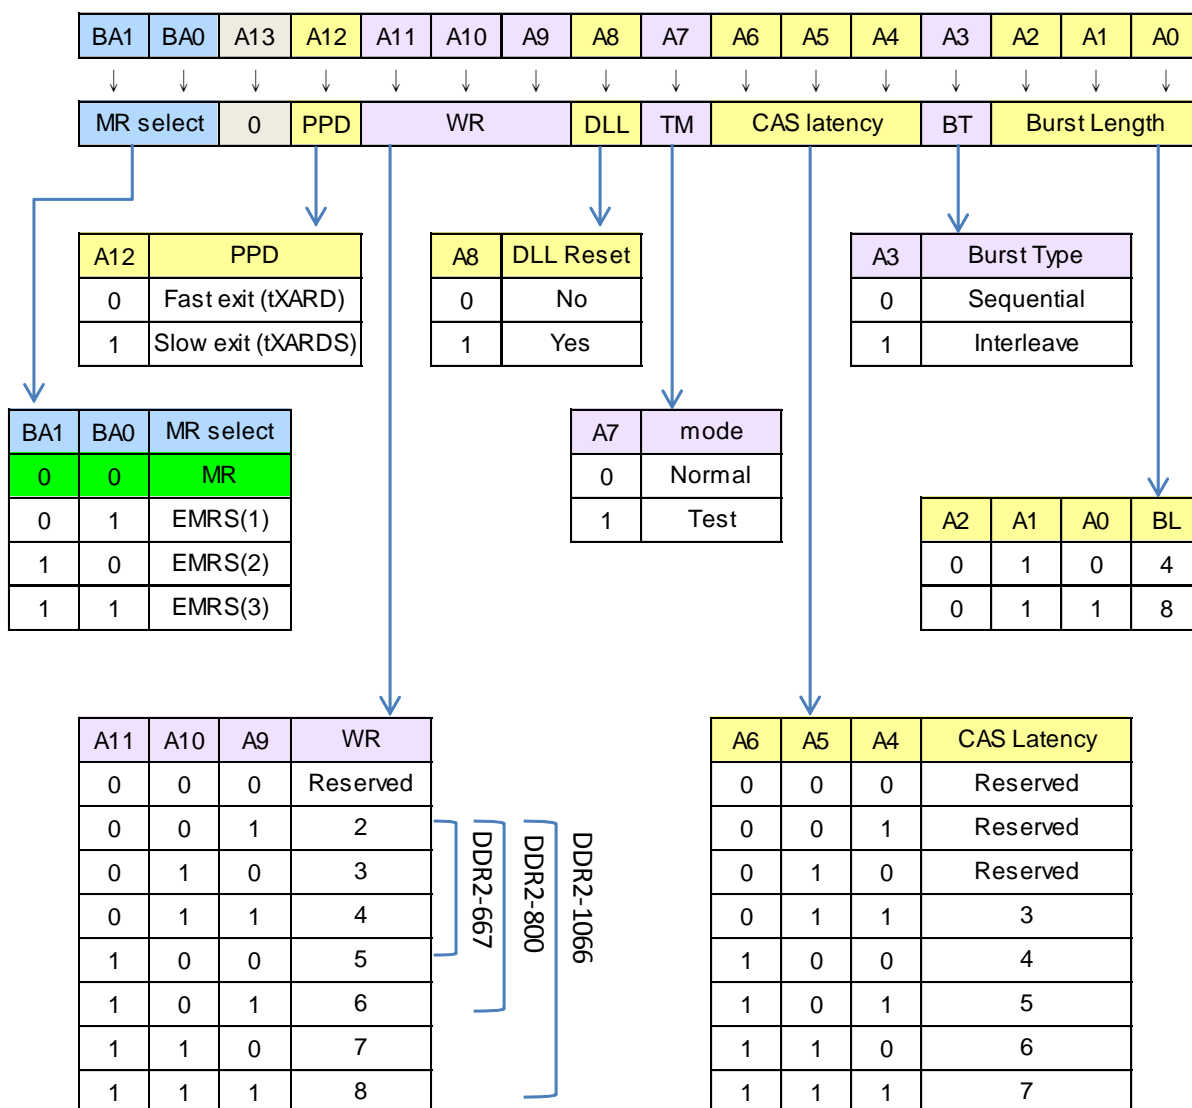 BA1 BA0 A13 A12 A11 A10 A9 A8 A7 A6 A5 A4 A3 A2 A1 A0
MR select 0 PPD WR DLL TM CAS latency BT Burst Length
A12 PPD
0 Fast exit (tXARD)
1 Slow exit (tXARDS)
A8 DLL Reset
0 No
1 Yes
A3 Burst Type
0 Sequential
1 Interleave
BA1 BA0 MR select
0 0 MR
0 1 EMRS(1)
1 0 EMRS(2)
1 1 EMRS(3)
A7 mode
0 Normal
1 Test
A2 A1 A0 BL
0 1 0 4
0 1 1 8
A11 A10 A9 WR
0 0 0 Reserved
0 0 1 2
0 1 0 3
0 1 1 4
1 0 0 5
1 0 1 6
1 1 0 7
1 1 1 8
DDR2-667
DDR2-800
DDR2-1066
A6 A5 A4 CAS Latency
0 0 0 Reserved
0 0 1 Reserved
0 1 0 Reserved
0 1 1 3
1 0 0 4
1 0 1 5
1 1 0 6
1 1 1 7